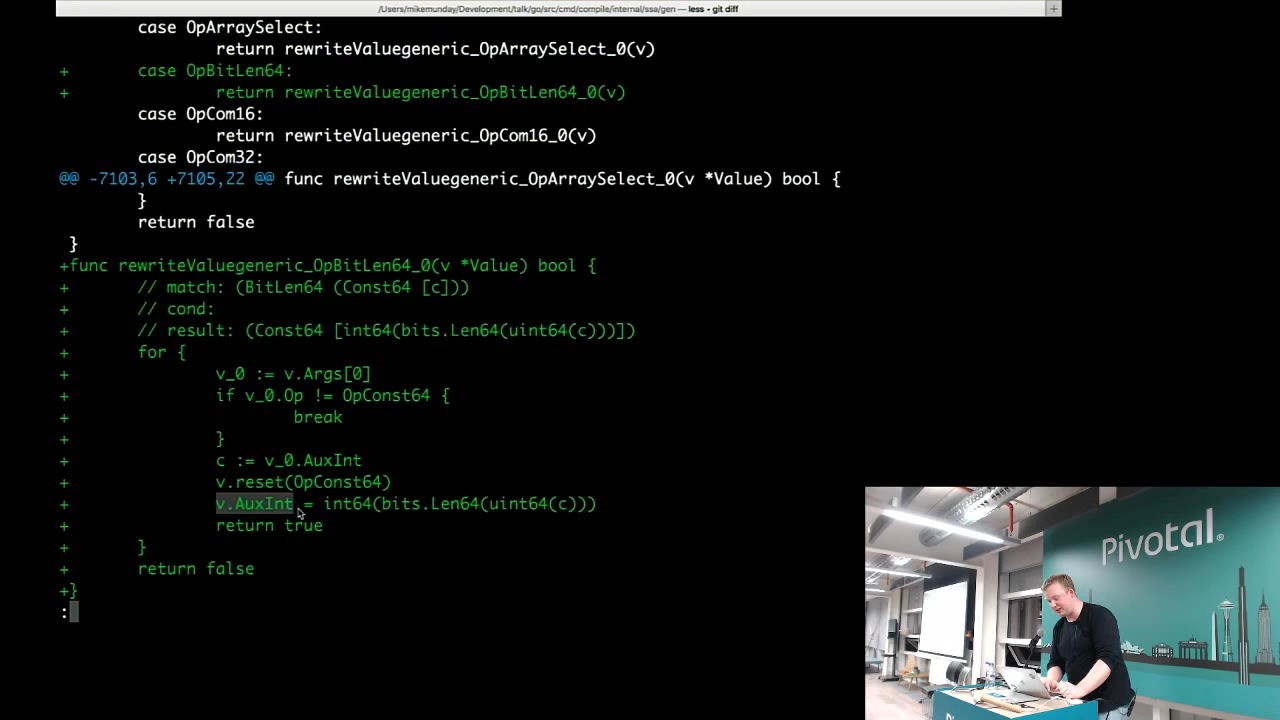 /Users/mikemunday/Development/talk/go/src/cmd/compile/internal/ssa/gen — less - git diff
+
case OpArraySelect:
return rewriteValuegeneric_OpArraySelect_0(v)
+ case OpBitLen64:
+ return rewriteValuegeneric_OpBitLen64_0(v)
case OpCom16:
return rewriteValuegeneric_OpCom16_0(v)
case OpCom32:
@@ -7103,6 +7105,22 @@ func rewriteValuegeneric_OpArraySelect_0(v *Value) bool {
}
return false
}
+func rewriteValuegeneric_OpBitLen64_0(v *Value) bool {
+ // match: (BitLen64 (Const64 [c]))
+ // cond:
+ // result: (Const64 [int64(bits.Len64(uint64(c)))])
+ for {
+ v_0 := v.Args[0]
+ if v_0.Op != OpConst64 {
+ break
+ }
+ c := v_0.AuxInt
+ v.reset(OpConst64)
+ v.AuxInt = int64(bits.Len64(uint64(c)))
+ return true
+ }
+ return false
+}
:
Pivotal®